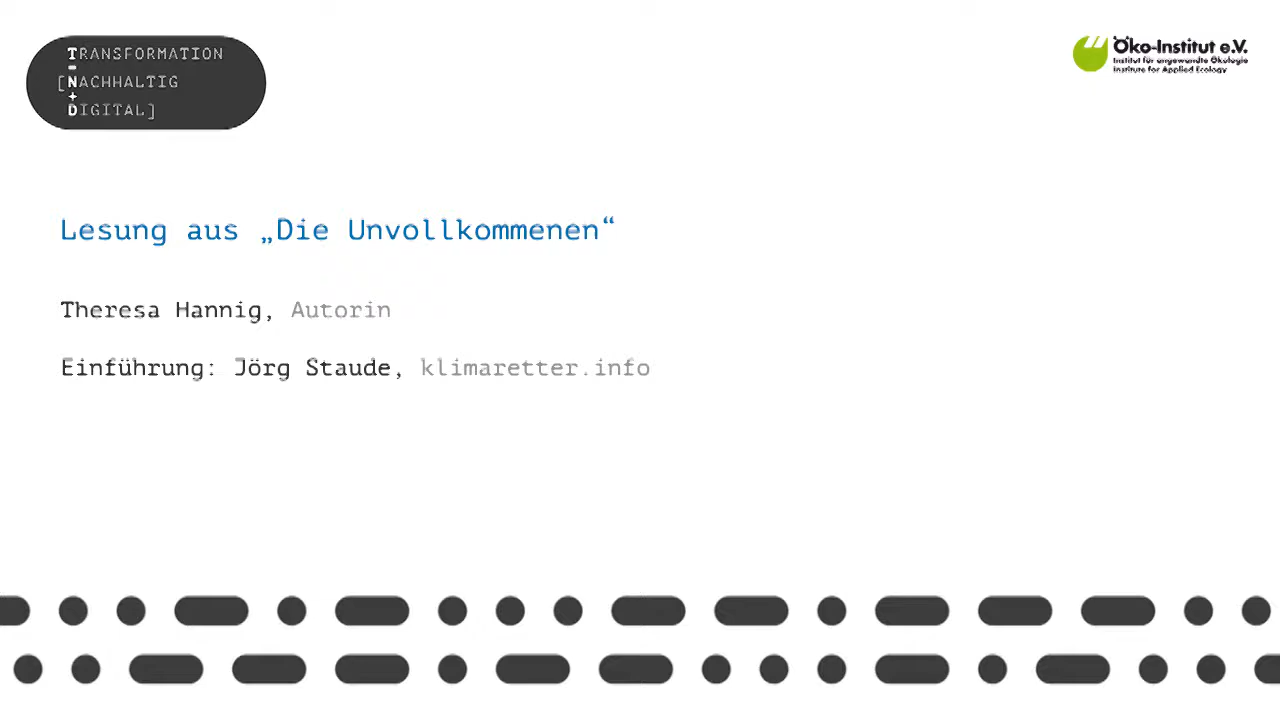 TRANSFORMATION
[NACHHALTIG
+
DIGITAL]
Öko-Institut e.V.
Institut für angewandte Ökologie
Institute for Applied Ecology
Lesung aus „Die Unvollkommenen“
Theresa Hannig, Autorin
Einführung: Jörg Staude, klimaretter.info